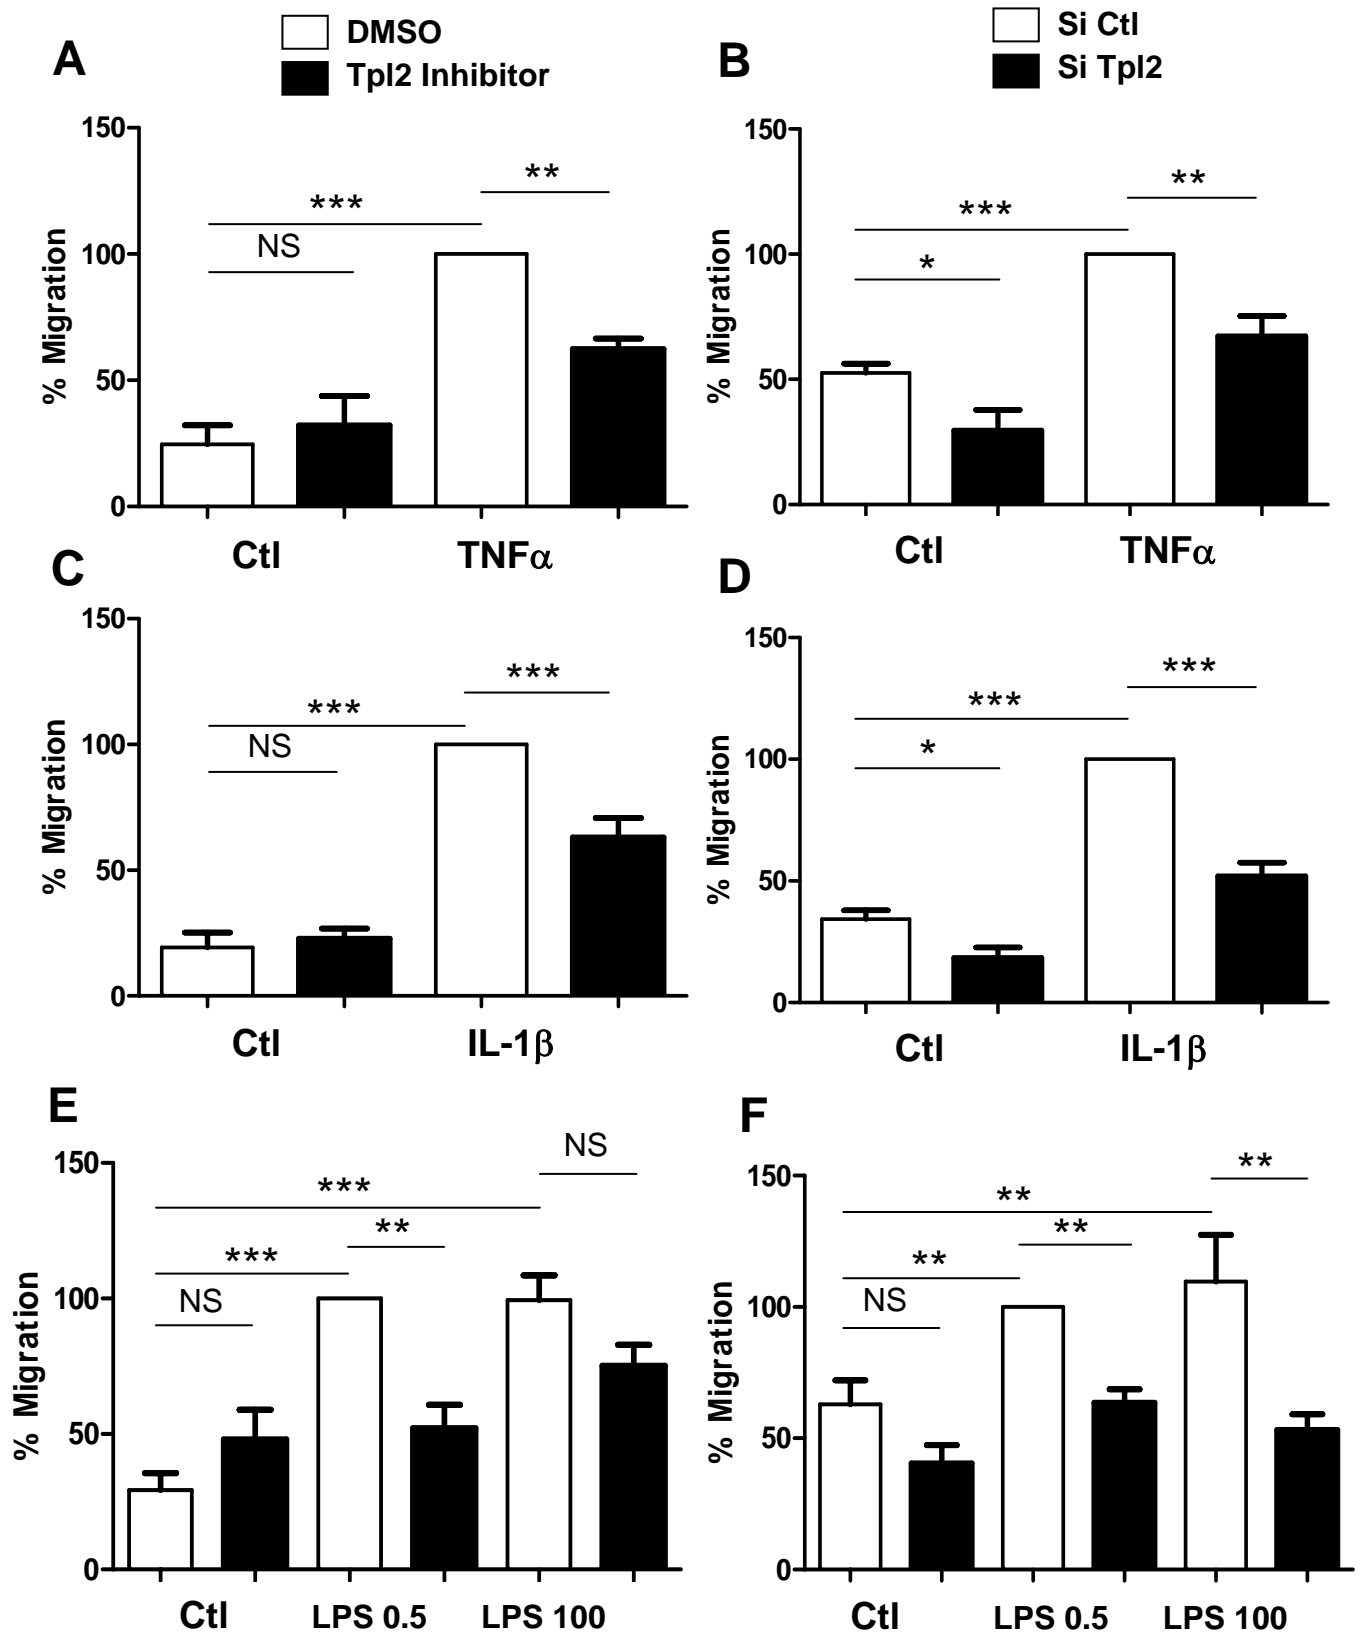 A
DMSO
Tpl2 Inhibitor
150
100
50
0
% Migration
***
**
NS
Ctl
TNFα
B
Si Ctl
Si Tpl2
150
100
50
0
% Migration
***
**
*
Ctl
TNFα
C
150
100
50
0
% Migration
***
***
NS
Ctl
IL-1β
D
150
100
50
0
% Migration
***
***
*
Ctl
IL-1β
E
150
100
50
0
% Migration
NS
***
**
***
NS
Ctl
LPS 0.5
LPS 100
F
150
100
50
0
% Migration
**
**
**
**
NS
Ctl
LPS 0.5
LPS 100